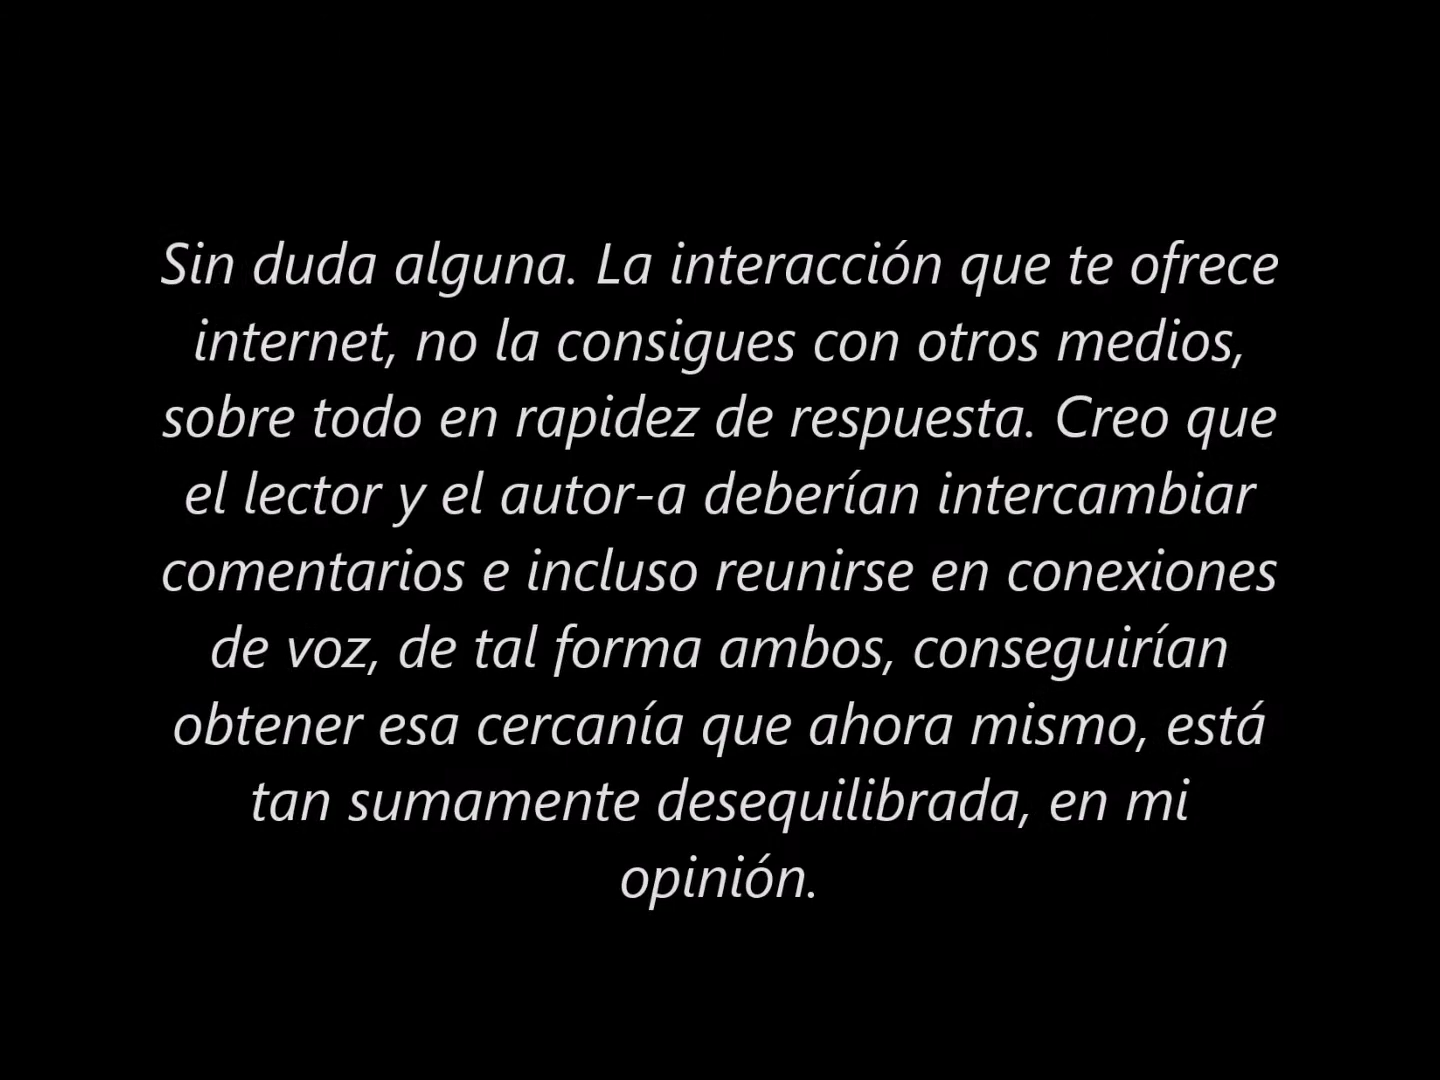 Sin duda alguna. La interacción que te ofrece
internet, no la consigues con otros medios,
sobre todo en rapidez de respuesta. Creo que
el lector y el autor-a deberían intercambiar
comentarios e incluso reunirse en conexiones
de voz, de tal forma ambos, conseguirían
obtener esa cercanía que ahora mismo, está
tan sumamente desequilibrada, en mi
opinión.